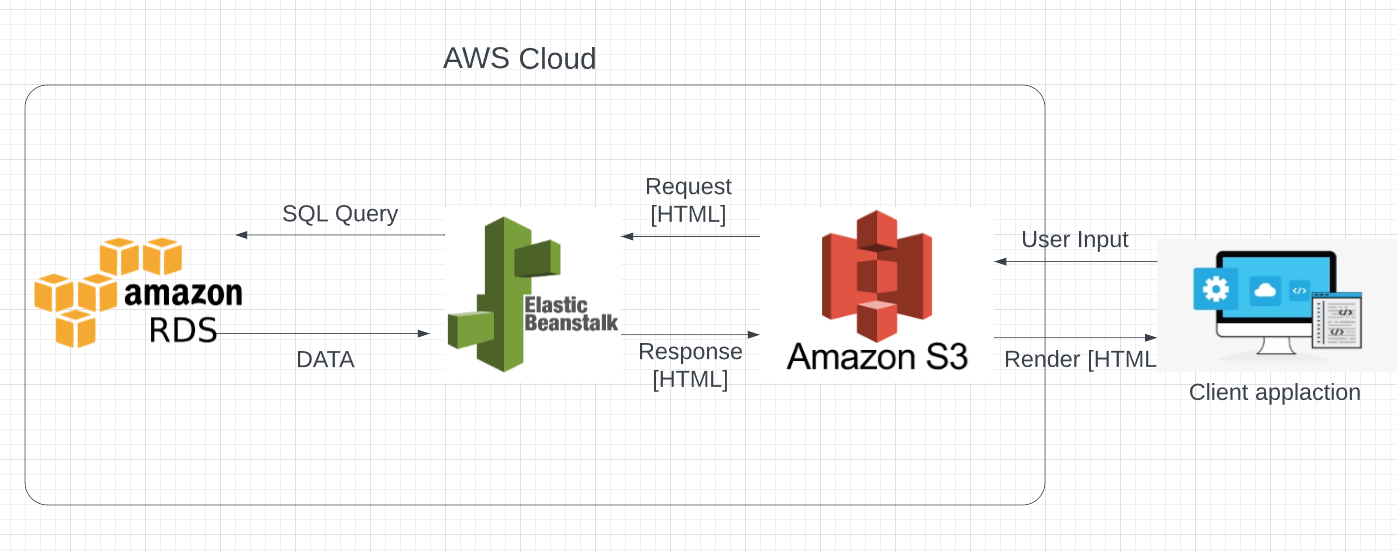 AWS Cloud
Request
[HTML]
SQL Query
User Input
amazon
RDS
Elastic
Beanstalk
DATA
Response
[HTML]
Amazon S3
Render [HTML
Client applaction